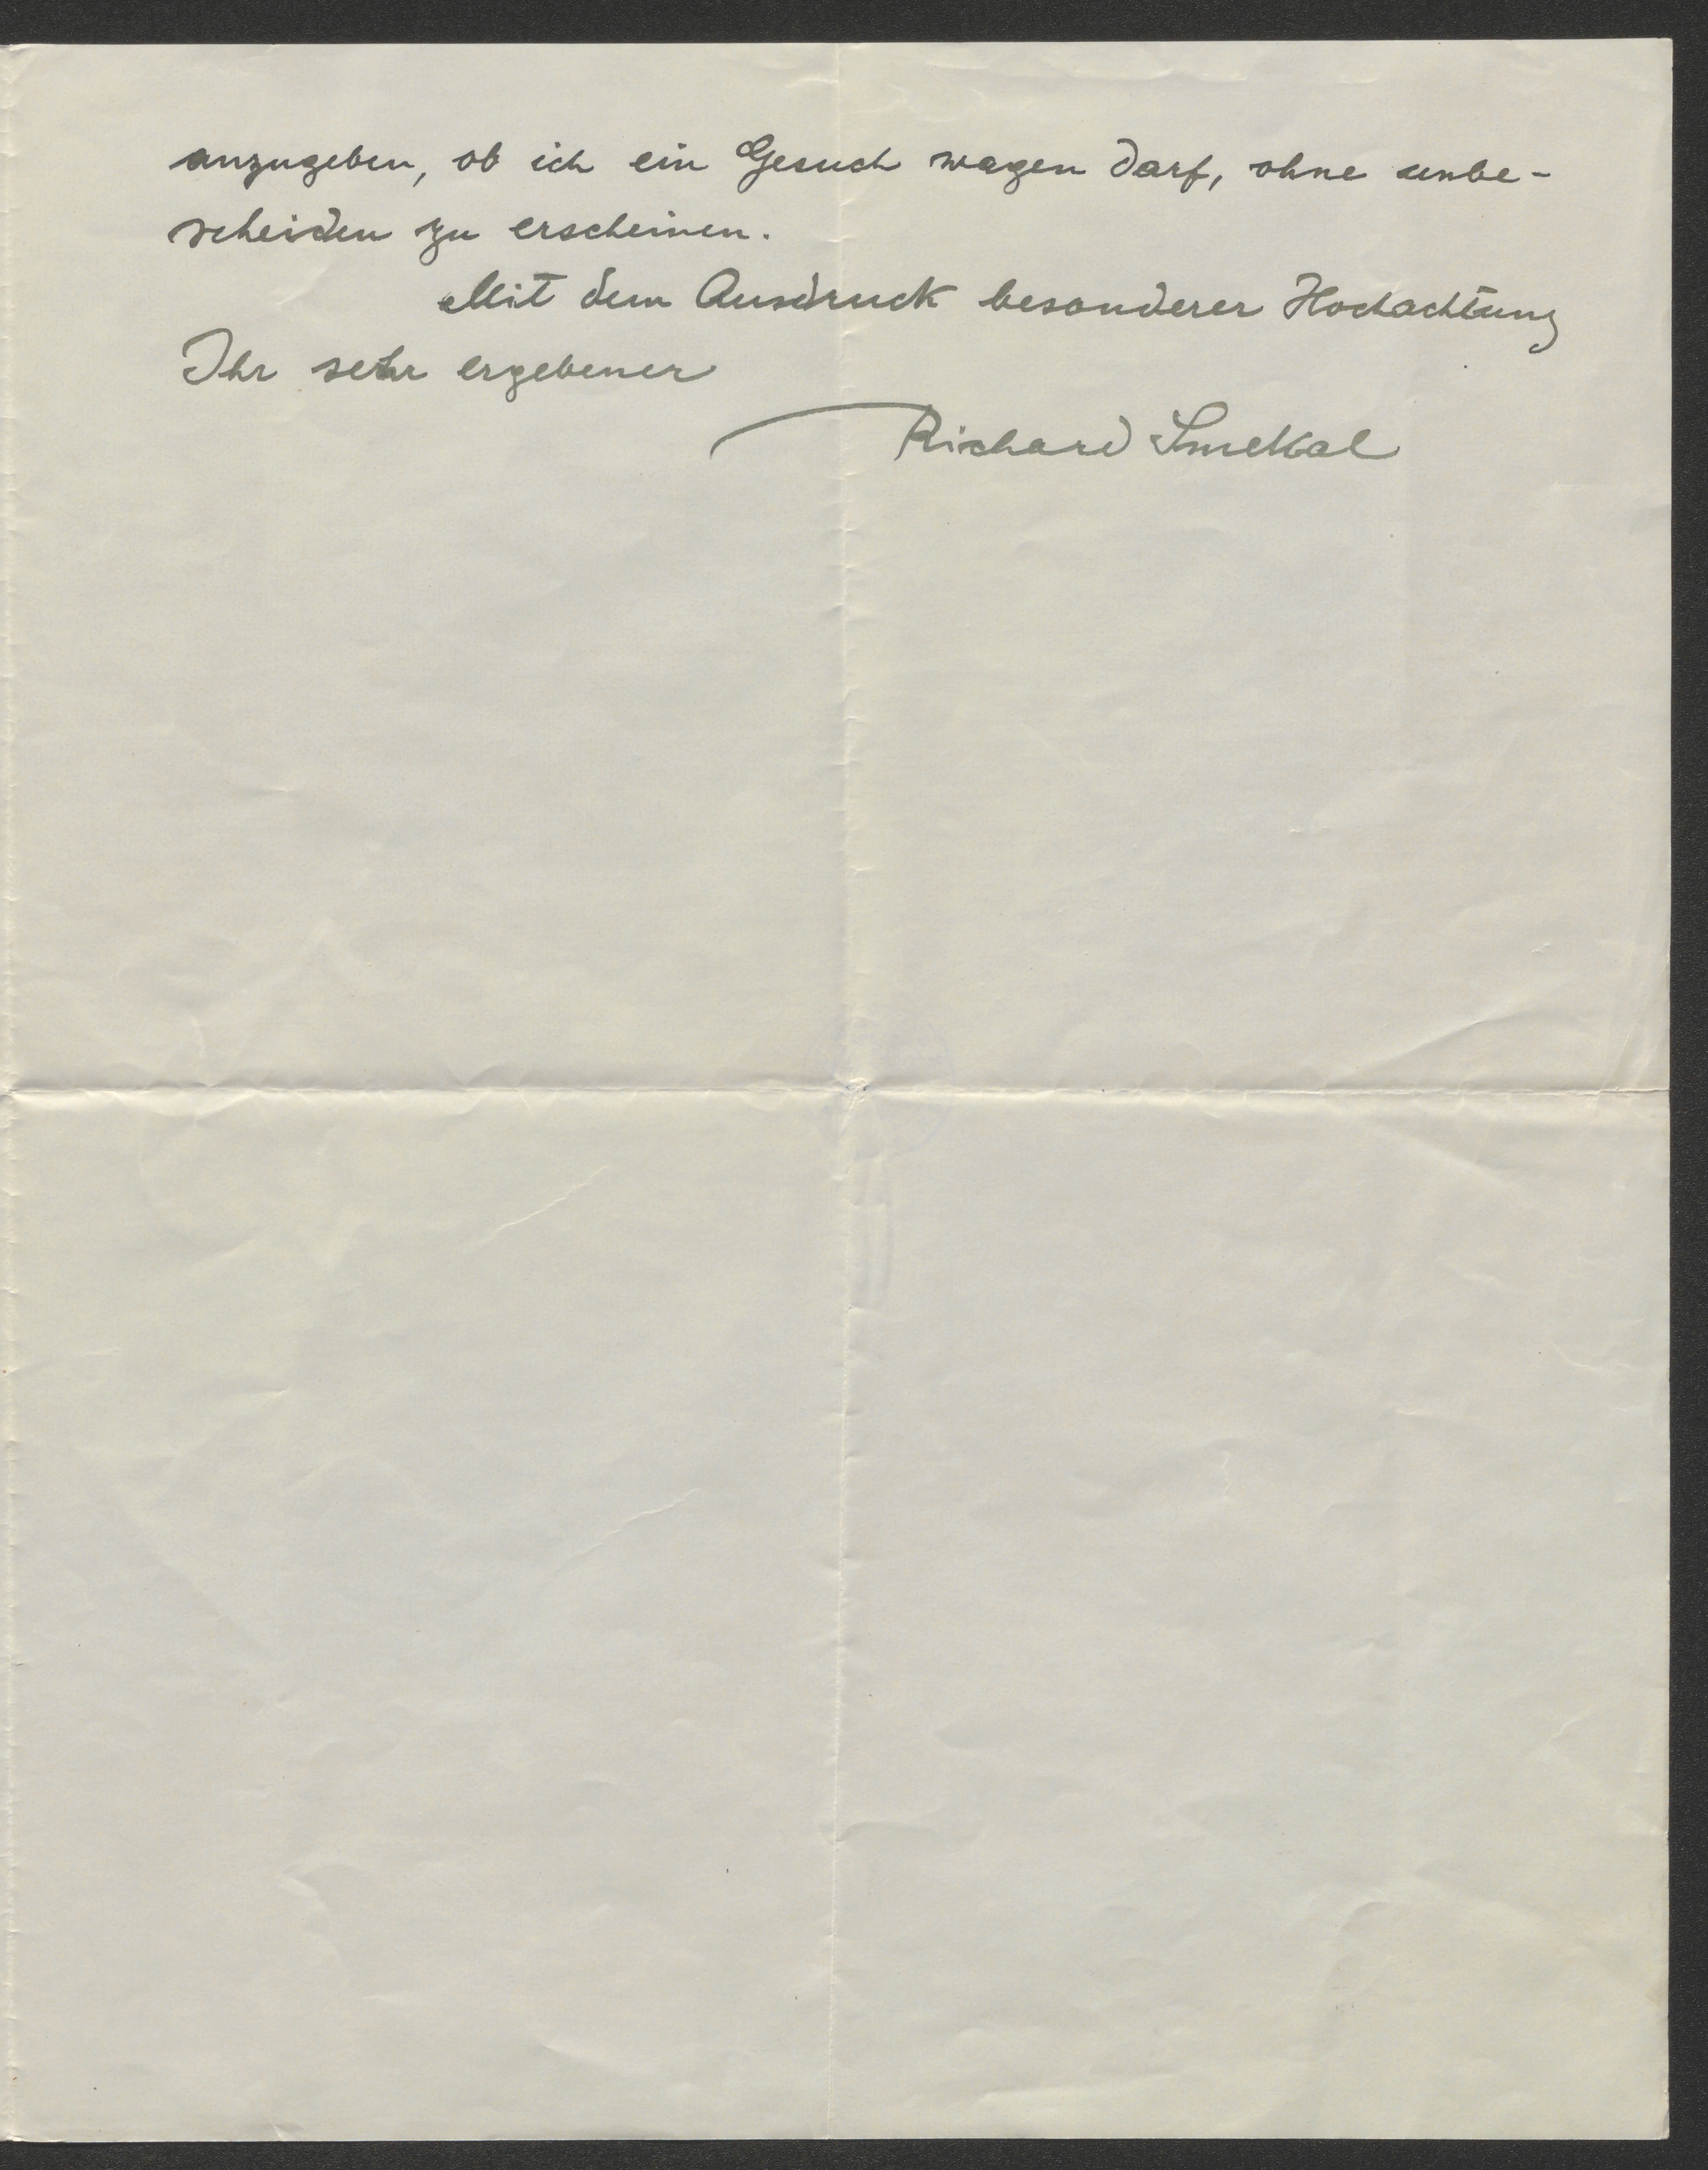 anzugeben, ob ich ein Gesuch wagen darf, ohne unbe-
scheiden zu erscheinen.
Mit dem Ausdruck besonderer Hochachtung
Ihr sehr ergebener
Richard Smekal